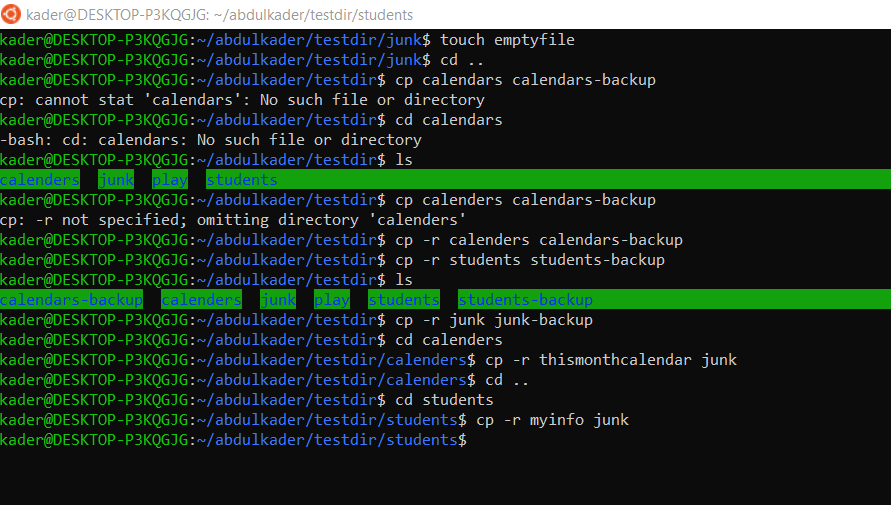 kader@DESKTOP-P3KQGJG: ~/abdulkader/testdir/students
kader@DESKTOP-P3KQGJG:~/abdulkader/testdir/junk$ touch emptyfile
kader@DESKTOP-P3KQGJG:~/abdulkader/testdir/junk$ cd ..
kader@DESKTOP-P3KQGJG:~/abdulkader/testdir$ cp calendars calendars-backup
cp: cannot stat 'calendars': No such file or directory
kader@DESKTOP-P3KQGJG:~/abdulkader/testdir$ cd calendars
-bash: cd: calendars: No such file or directory
kader@DESKTOP-P3KQGJG:~/abdulkader/testdir$ ls
calenders  junk  play  students
kader@DESKTOP-P3KQGJG:~/abdulkader/testdir$ cp calenders calendars-backup
cp: -r not specified; omitting directory 'calenders'
kader@DESKTOP-P3KQGJG:~/abdulkader/testdir$ cp -r calenders calendars-backup
kader@DESKTOP-P3KQGJG:~/abdulkader/testdir$ cp -r students students-backup
kader@DESKTOP-P3KQGJG:~/abdulkader/testdir$ ls
calendars-backup  calenders  junk  play  students  students-backup
kader@DESKTOP-P3KQGJG:~/abdulkader/testdir$ cp -r junk junk-backup
kader@DESKTOP-P3KQGJG:~/abdulkader/testdir$ cd calenders
kader@DESKTOP-P3KQGJG:~/abdulkader/testdir/calenders$ cp -r thismonthcalendar junk
kader@DESKTOP-P3KQGJG:~/abdulkader/testdir/calenders$ cd ..
kader@DESKTOP-P3KQGJG:~/abdulkader/testdir$ cd students
kader@DESKTOP-P3KQGJG:~/abdulkader/testdir/students$ cp -r myinfo junk
kader@DESKTOP-P3KQGJG:~/abdulkader/testdir/students$